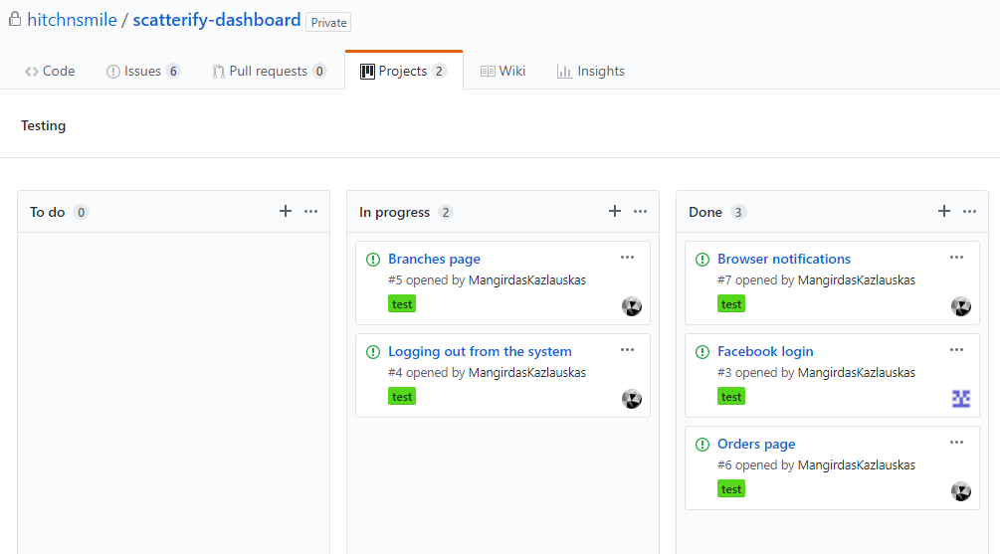 hitchnsmile / scatterify-dashboard Private
Code Issues 6 Pull requests 0 Projects 2 Wiki Insights
Testing
To do 0
In progress 2
Branches page
#5 opened by MangirdasKazlauskas
test
Logging out from the system
#4 opened by MangirdasKazlauskas
test
Done 3
Browser notifications
#7 opened by MangirdasKazlauskas
test
Facebook login
#3 opened by MangirdasKazlauskas
test
Orders page
#6 opened by MangirdasKazlauskas
test